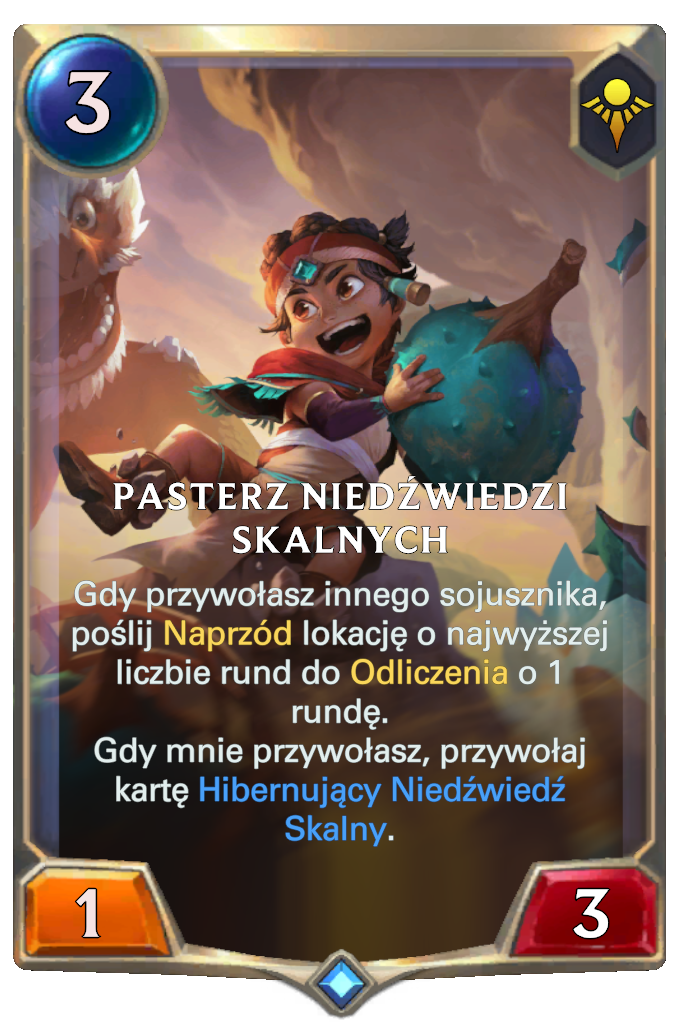 3
PASTERZ NIEDŹWIEDZI
SKALNYCH
Gdy przywołasz innego sojusznika,
poślij Naprzód lokację o najwyższej
liczbie rund do Odliczenia o 1
rundę.
Gdy mnie przywołasz, przywołaj
kartę Hibernujący Niedźwiedź
Skalny.
1
3